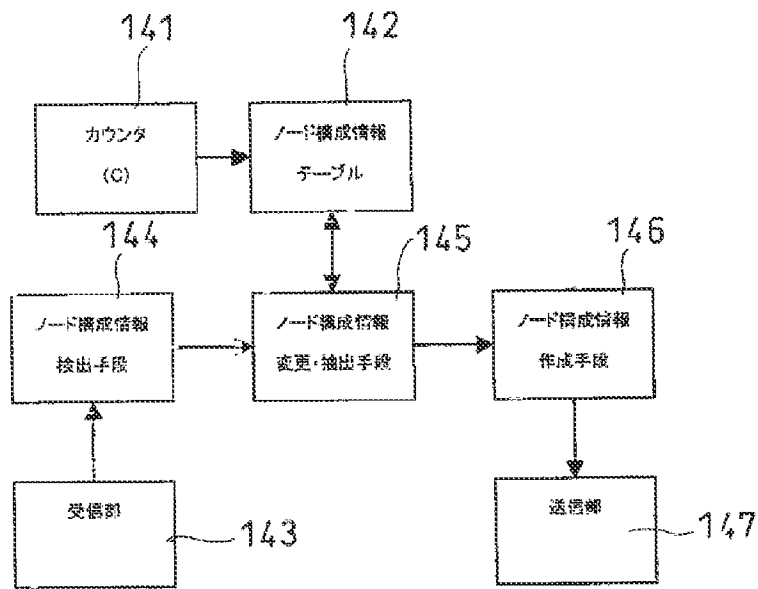 141
142
カウンタ
(C)
ノード構成情報
テーブル
144
145
146
ノード構成情報
検出手段
ノード構成情報
変更・抽出手段
ノード構成情報
作成手段
受信部
143
送信部
147